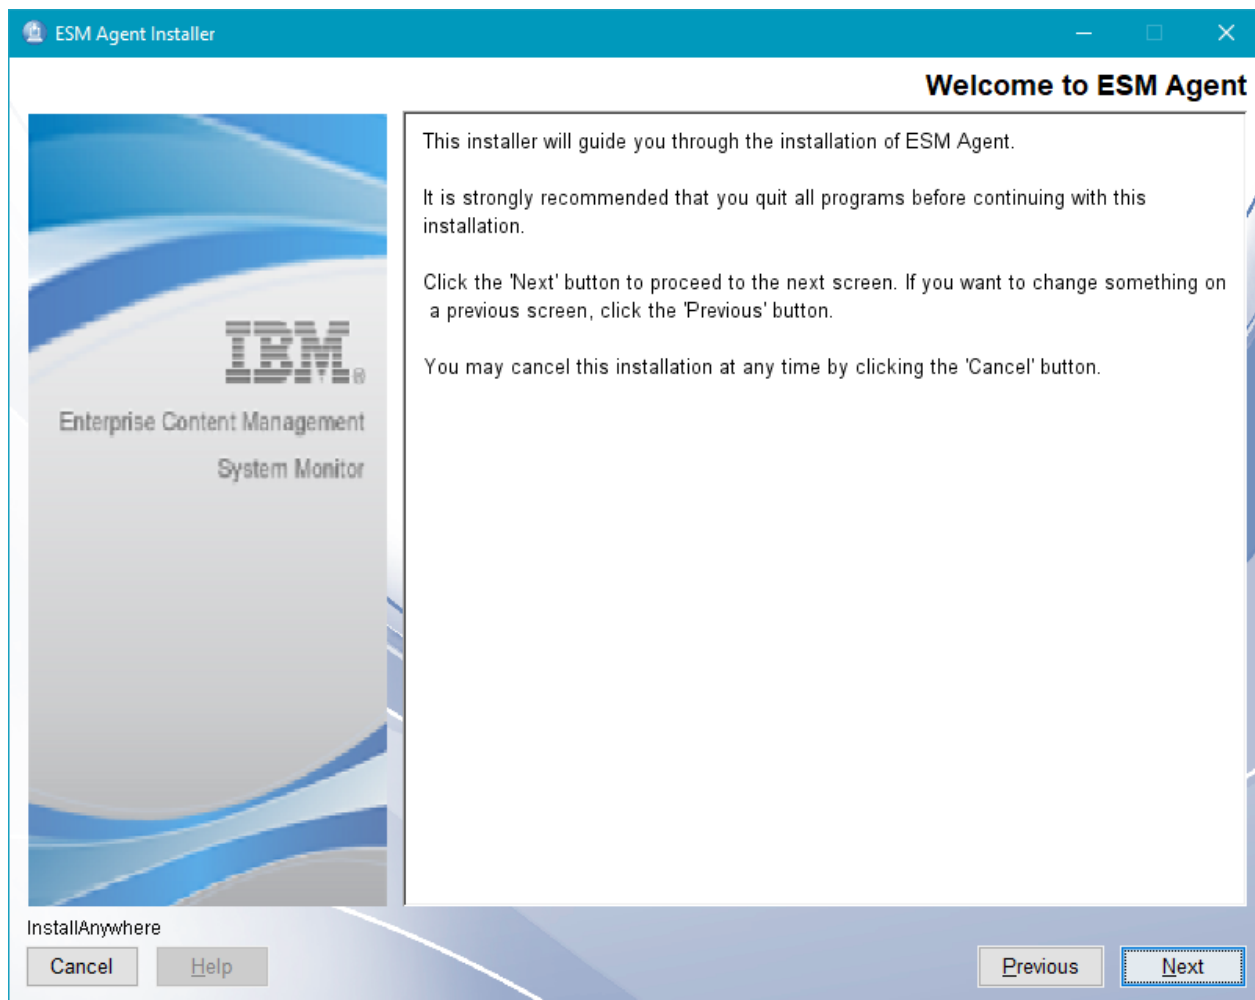 ESM Agent Installer
Welcome to ESM Agent
This installer will guide you through the installation of ESM Agent.
It is strongly recommended that you quit all programs before continuing with this
installation.
Click the 'Next' button to proceed to the next screen. If you want to change something on
a previous screen, click the 'Previous' button.
You may cancel this installation at any time by clicking the 'Cancel' button.
IBM®
Enterprise Content Management
System Monitor
InstallAnywhere
Cancel
Help
Previous
Next